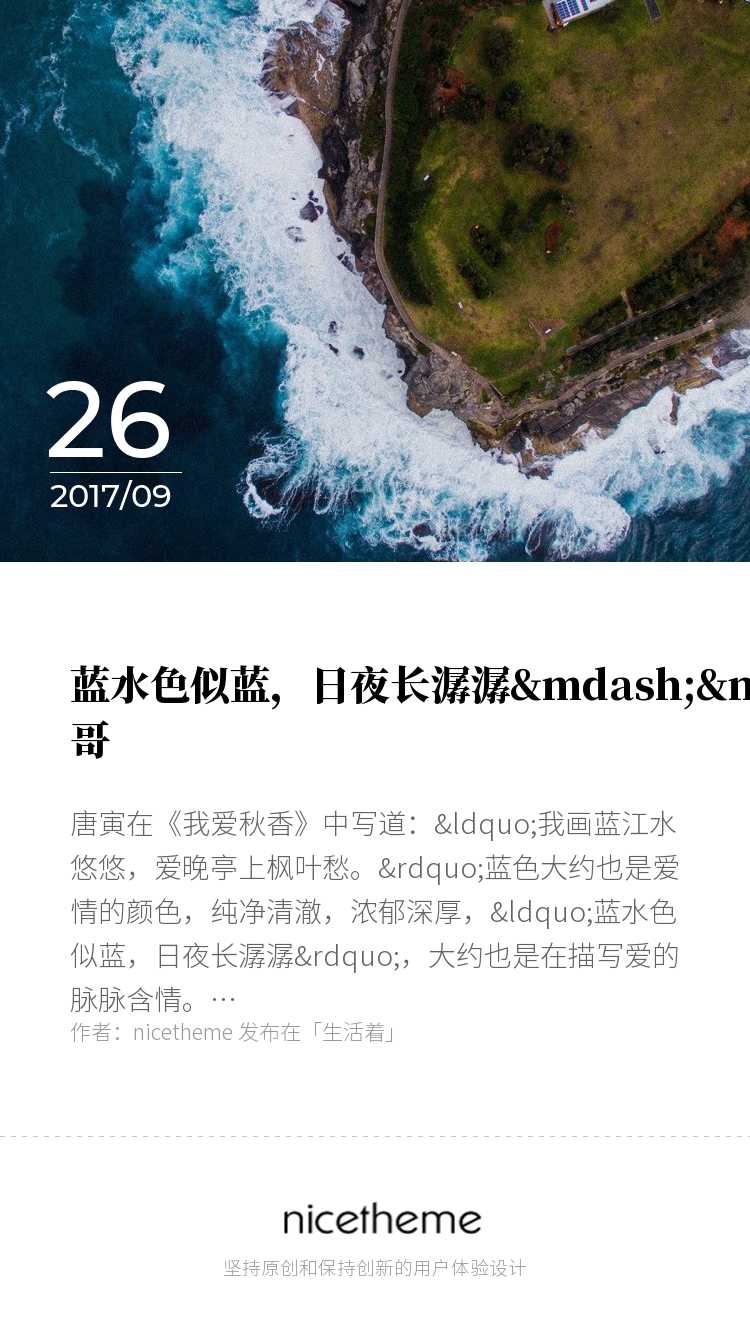 26
2017/09
蓝水色似蓝，日夜长潺潺&mdash;&m
哥
唐寅在《我爱秋香》中写道：&ldquo;我画蓝江水
悠悠，爱晚亭上枫叶愁。&rdquo;蓝色大约也是爱
情的颜色，纯净清澈，浓郁深厚，&ldquo;蓝水色
似蓝，日夜长潺潺&rdquo;，大约也是在描写爱的
脉脉含情。…
作者：nicetheme 发布在「生活着」
nicetheme
坚持原创和保持创新的用户体验设计